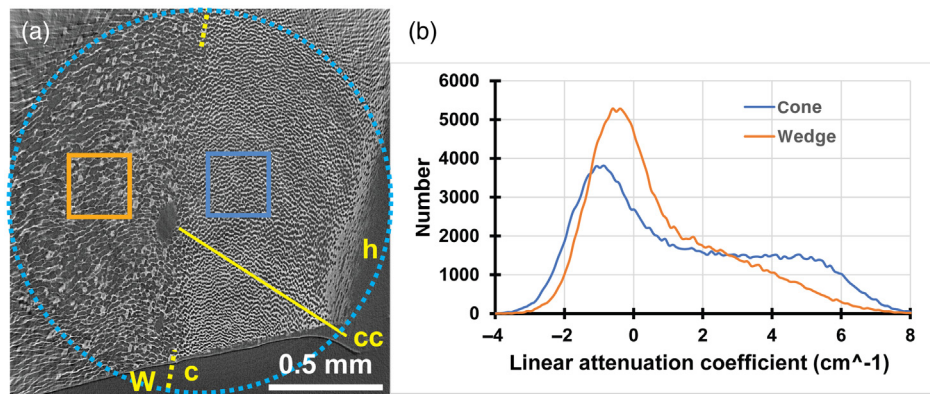 (a)
h
cc
c
W
0.5 mm
(b)
6000
5000
4000
3000
2000
1000
0
Number
Cone
Wedge
−4
−2
0
2
4
6
8
Linear attenuation coefficient (cm^-1)